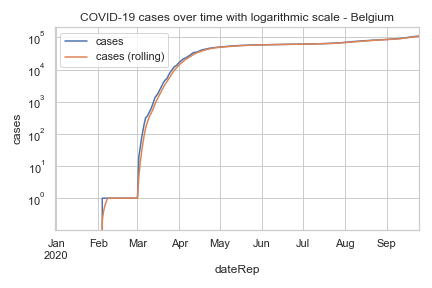 COVID-19 cases over time with logarithmic scale - Belgium
cases
cases (rolling)
10⁵
10⁴
10³
10²
10¹
10⁰
cases
Jan Feb Mar Apr May Jun Jul Aug Sep
2020
dateRep